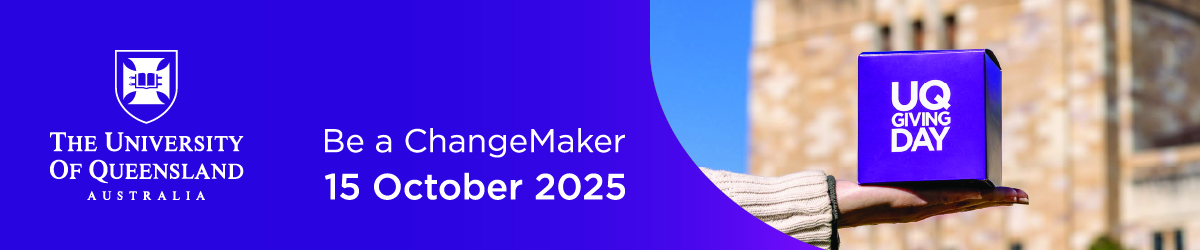 THE UNIVERSITY
OF QUEENSLAND
AUSTRALIA
Be a ChangeMaker
15 October 2025
UQ
GIVING
DAY